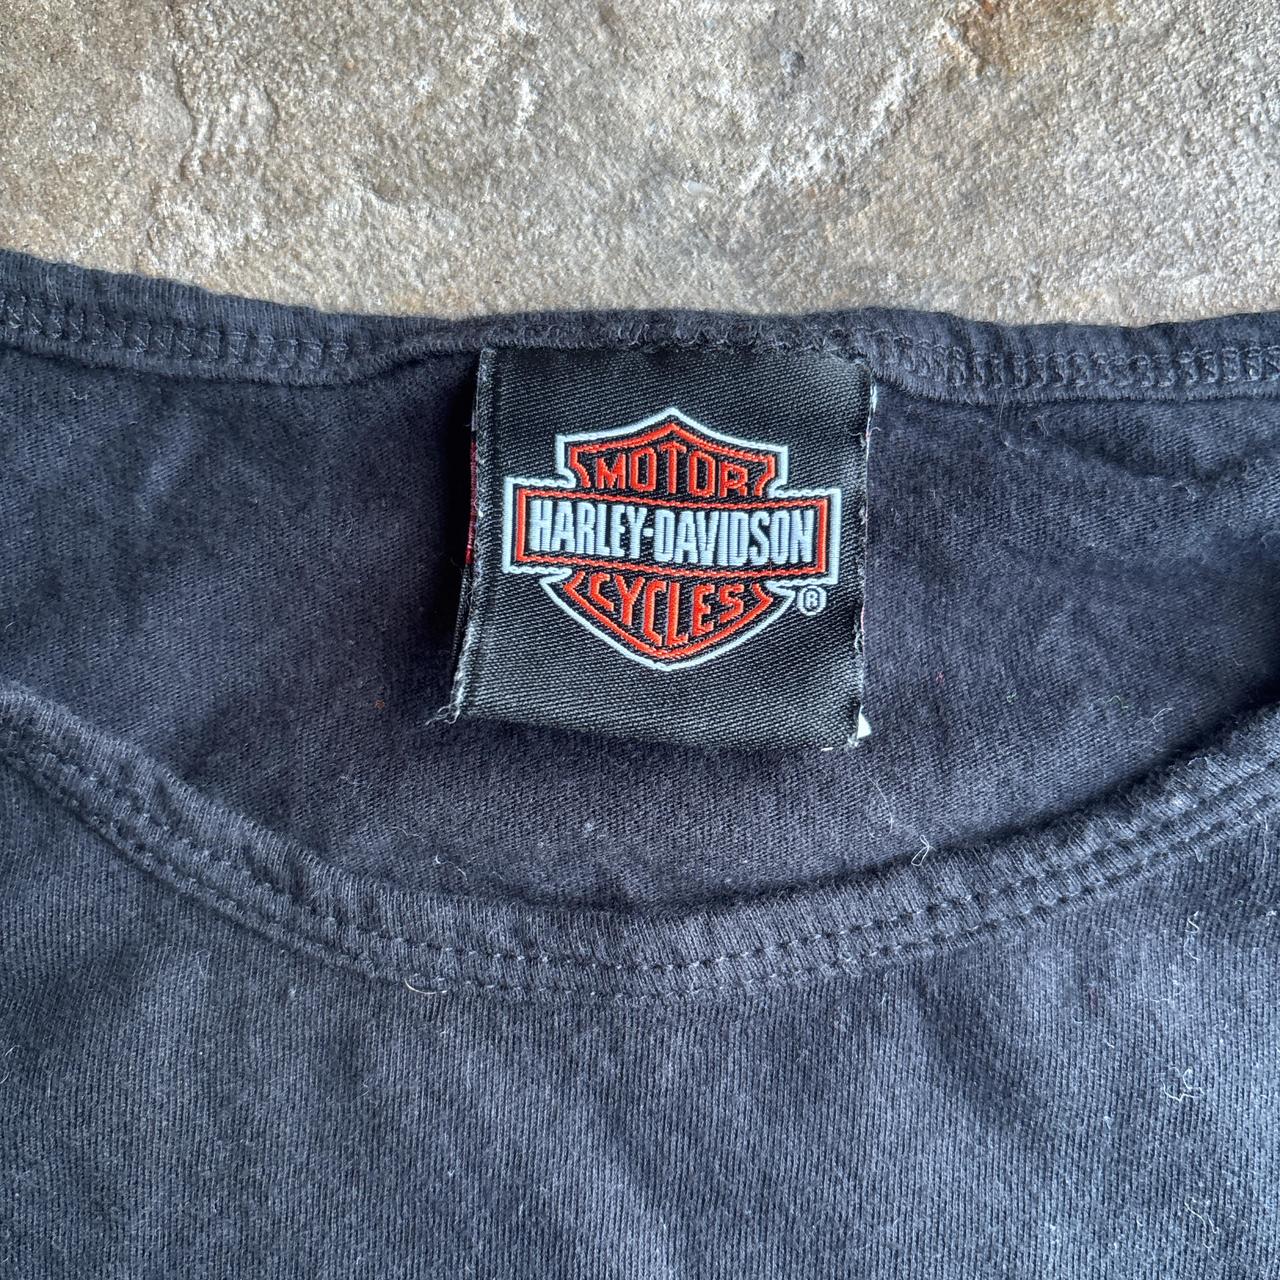 MOTOR
HARLEY-DAVIDSON
CYCLES
®